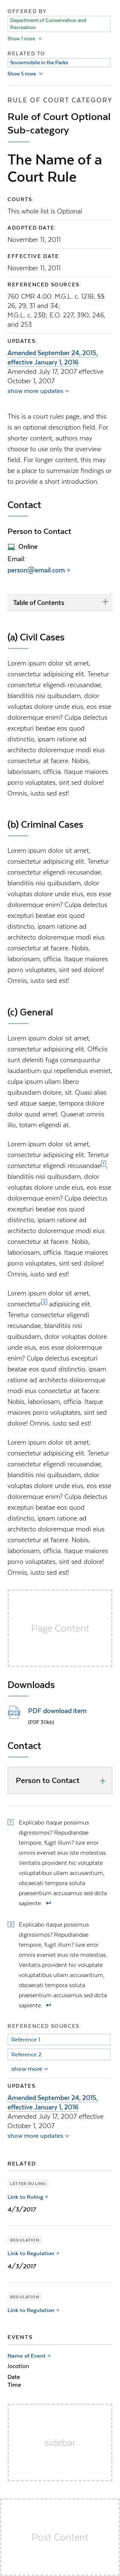 OFFERED BY
Department of Conservation and
Recreation
Show 1 more
RELATED TO
Snowmobile in the Parks
Show 5 more
RULE OF COURT CATEGORY
Rule of Court Optional
Sub-category
The Name of a
Court Rule
COURTS:
This whole list is Optional
ADOPTED DATE:
November 11, 2011
EFFECTIVE DATE:
November 11, 2011
REFERENCED SOURCES:
760 CMR 4.00: M.G.L. c. 121B, §§
26, 29, 31 and 34;
M.G.L. c. 23B; E.O. 227, 390, 246,
and 253
UPDATES:
Amended September 24, 2015,
effective January 1, 2016
Amended July 17, 2007 effective
October 1, 2007
show more updates
This is a court rules page, and this
is an optional description field. For
shorter content, authors may
choose to use only the overview
field. For longer content, this may
be a place to summarize findings or
to provide a short introduction.
Contact
Person to Contact
Online
Email:
person@email.com
Table of Contents
(a) Civil Cases
Lorem ipsum dolor sit amet,
consectetur adipisicing elit. Tenetur
consectetur eligendi recusandae,
blanditiis nisi quibusdam, dolor
voluptas dolor unde eius, eos esse
doloremque enim? Culpa delectus
excepturi beatae eos quod
distinctio, ipsam ratione ad
architecto doloremque modi eius
consectetur at facere. Nobis,
laboriosam, officia. Itaque maiores
porro voluptates, sint sed dolor!
Omnis, iusto sed est!
(b) Criminal Cases
Lorem ipsum dolor sit amet,
consectetur adipisicing elit. Tenetur
consectetur eligendi recusandae,
blanditiis nisi quibusdam, dolor
voluptas dolor unde eius, eos esse
doloremque enim? Culpa delectus
excepturi beatae eos quod
distinctio, ipsam ratione ad
architecto doloremque modi eius
consectetur at facere. Nobis,
laboriosam, officia. Itaque maiores
porro voluptates, sint sed dolor!
Omnis, iusto sed est!
(c) General
Lorem ipsum dolor sit amet,
consectetur adipisicing elit. Officiis
sunt deleniti fuga commodi, quam
laudantium qui repellendus eveniet,
culpa ipsum ullam libero
quibusdam dolore, sit. Quasi alias
sed atque saepe, tempora dolore
dolor quod amet. Quaerat omnis
illo, totam eligendi at.
Lorem ipsum dolor sit amet,
consectetur adipisicing elit. Tenetur
tenetur eligendi recusandae1,
blanditiis nisi quibusdam, dolor
voluptas dolor unde eius, eos esse
doloremque enim? Culpa delectus
excepturi beatae eos quod
distinctio, ipsam ratione ad
architecto doloremque modi eius
consectetur at facere. Nobis,
laboriosam, officia. Itaque maiores
porro voluptates, sint sed dolor!
Omnis, iusto sed est!
Lorem ipsum dolor sit amet,
consectetur2 adipisicing elit.
Tenetur consectetur eligendi
recusandae, blanditiis nisi
quibusdam, dolor voluptas dolore
unde eius, eos esse doloremque
enim? Culpa delectus excepturi
beatae eos quod distinctio, ipsam
ratione ad architecto doloremque
modi eius consectetur at facere.
Nobis, laboriosam, officia. Itaque
maiores porro voluptates, sint sed
dolor! Omnis, iusto sed est!
Lorem ipsum dolor sit amet,
consectetur adipisicing elit. Tenetur
consectetur eligendi recusandae,
blanditiis nisi quibusdam, dolor
voluptas dolore unde eius, eos esse
doloremque enim? Culpa delectus
excepturi beatae eos quod
distinctio, ipsam ratione ad
architecto doloremque modi eius
consectetur at facere. Nobis,
laboriosam, officia. Itaque maiores
porro voluptates, sint sed dolor!
Omnis, iusto sed est!
Page Content
Downloads
PDF download item
(PDF 30kb)
Contact
Person to Contact
1 Explicabo itaque possimus
dignissimos? Repudiandae
tempore, fugit illum? Iure error
omnis eveniet eius iste molestias.
Veritatis provident hic voluptate
voluptatibus ullam accusantium,
obcaecati tempora soluta
praesentium accusamus sed dicta
sapiente.
2 Explicabo itaque possimus
dignissimos? Repudiandae
tempore, fugit illum? Iure error
omnis eveniet eius iste molestias.
Veritatis provident hic voluptate
voluptatibus ullam accusantium,
obcaecati tempora soluta
praesentium accusamus sed dicta
sapiente.
REFERENCED SOURCES:
Reference 1
Reference 2
show more
UPDATES:
Amended September 24, 2015,
effective January 1, 2016
Amended July 17, 2007 effective
October 1, 2007
show more updates
RELATED
LETTER RULING
Link to Ruling
4/3/2017
REGULATION
Link to Regulation
4/3/2017
REGULATION
Link to Regulation
EVENTS
Name of Event
location
Date
Time
sidebar
Post Content